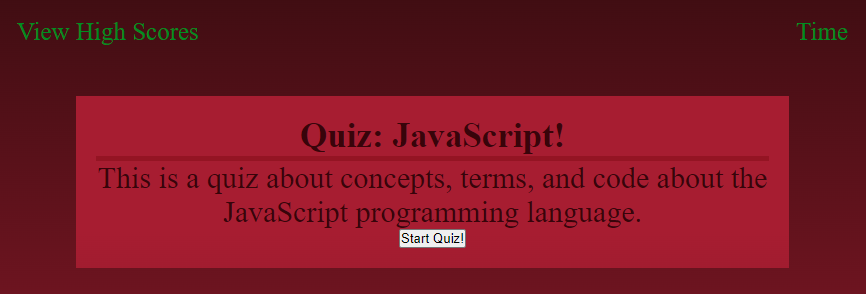 View High Scores
Time
Quiz: JavaScript!
This is a quiz about concepts, terms, and code about the
JavaScript programming language.
Start Quiz!